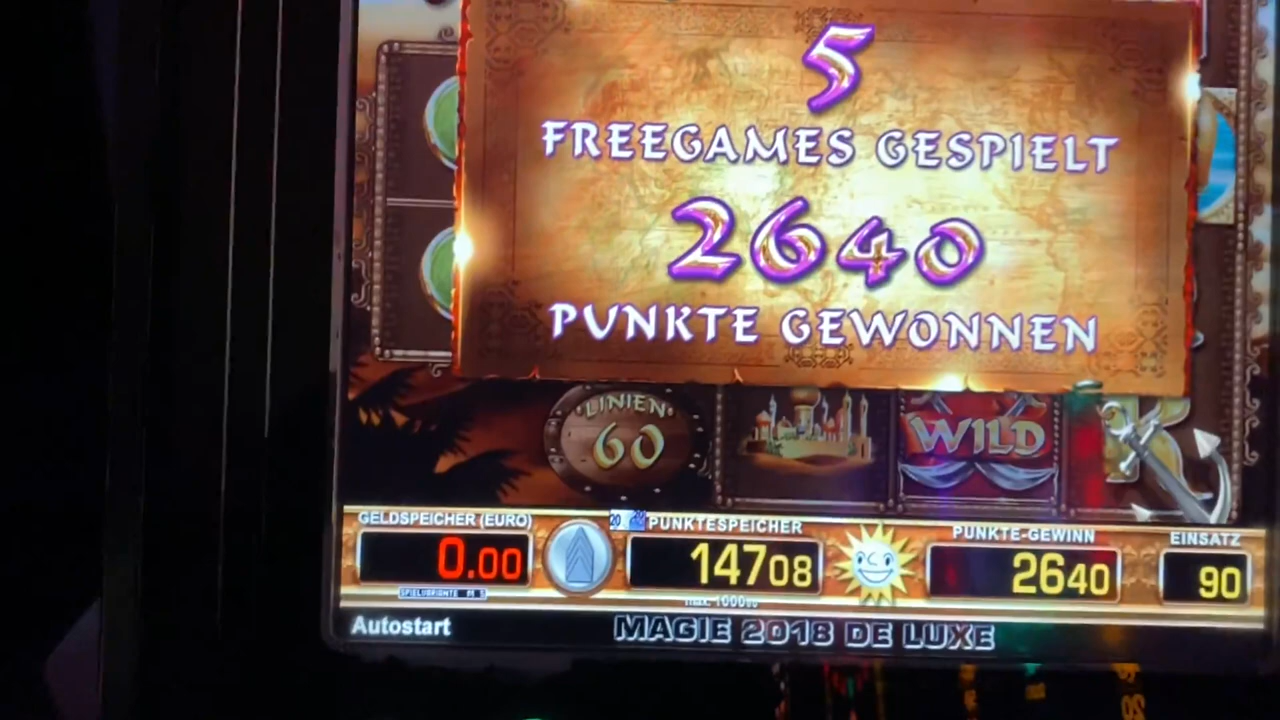 5
FREEGAMES GESPIELT
2640
PUNKTE GEWONNEN
LINIEN
60
WILD
K
GELDSPEICHER (EURO)
PUNKTESPEICHER
PUNKTE-GEWINN
EINSATZ
0.00
14708
2640
90
Autostart
MAGIE 2018 DE LUXE